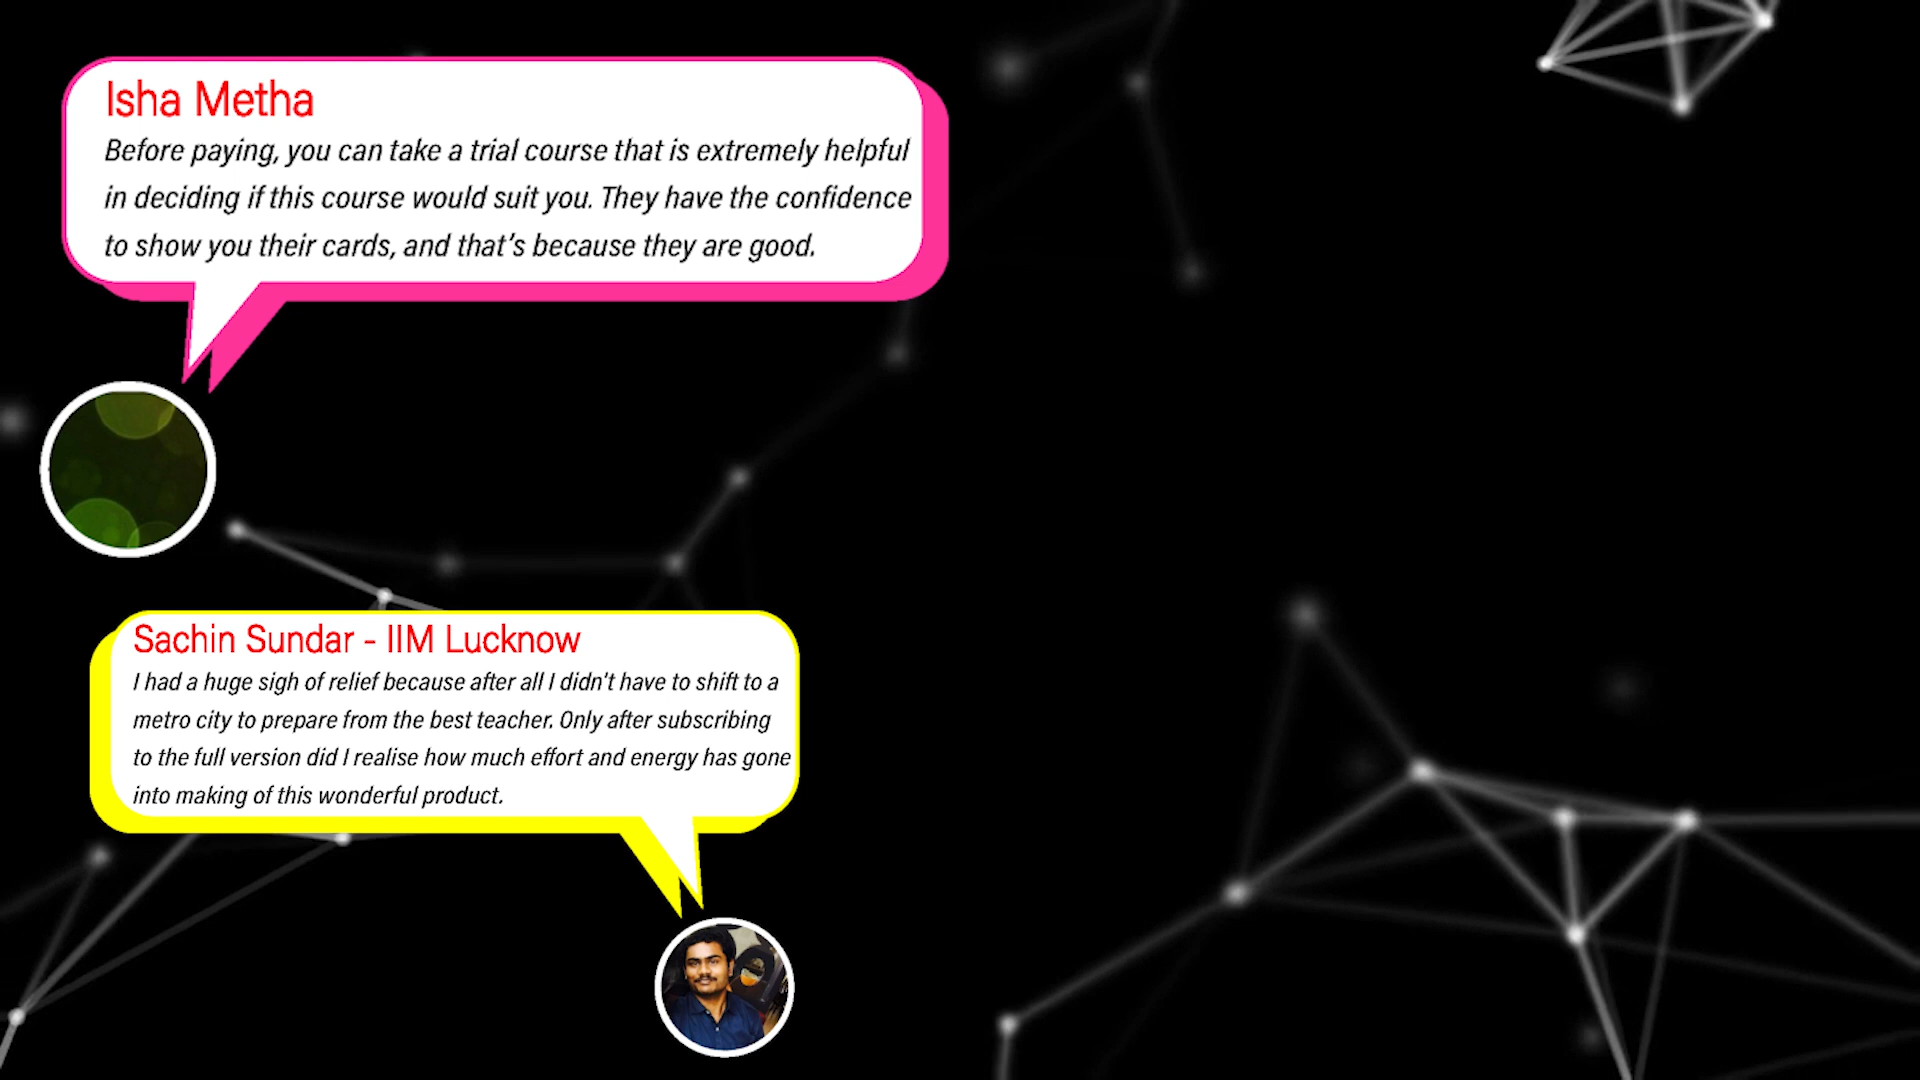 Isha Metha
Before paying, you can take a trial course that is extremely helpful
in deciding if this course would suit you. They have the confidence
to show you their cards, and that's because they are good.
Sachin Sundar - IIM Lucknow
I had a huge sigh of relief because after all I didn't have to shift to a
metro city to prepare from the best teacher. Only after subscribing
to the full version did I realise how much effort and energy has gone
into making of this wonderful product.